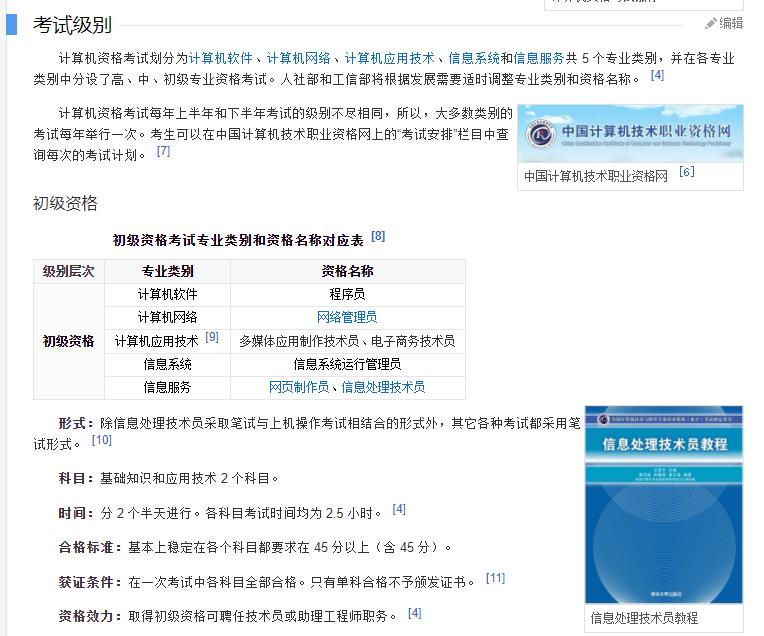 考试级别
编辑
计算机资格考试划分为计算机软件、计算机网络、计算机应用技术、信息系统和信息服务共 5 个专业类别，并在各专业
类别中分设了高、中、初级专业资格考试。人社部和工信部将根据发展需要适时调整专业类别和资格名称。 [4]
计算机资格考试每年上半年和下半年考试的级别不尽相同，所以，大多数类别的
考试每年举行一次。考生可以在中国计算机技术职业资格网上的“考试安排”栏目中查
询每次的考试计划。 [7]
中国计算机技术职业资格网
中国计算机技术职业资格网 [6]
初级资格
初级资格考试专业类别和资格名称对应表 [8]
级别层次 专业类别 资格名称
初级资格
计算机软件 程序员
计算机网络 网络管理员
计算机应用技术 [9] 多媒体应用制作技术员、电子商务技术员
信息系统 信息系统运行管理员
信息服务 网页制作员、信息处理技术员
形式：除信息处理技术员采取笔试与上机操作考试相结合的形式外，其它各种考试都采用笔
试形式。 [10]
科目：基础知识和应用技术 2 个科目。
时间：分 2 个半天进行。各科目考试时间均为 2.5 小时。 [4]
合格标准：基本上稳定在各个科目都要求在 45 分以上（含 45 分）。
获证条件：在一次考试中各科目全部合格。只有单科合格不予颁发证书。 [11]
资格效力：取得初级资格可聘任技术员或助理工程师职务。 [4]
信息处理技术员教程
清华大学出版社
信息处理技术员教程